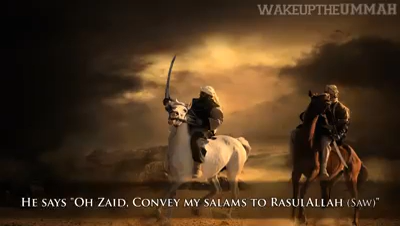 WAKEUPTHEUMMAH
HE SAYS "OH ZAID, CONVEY MY SALAMS TO RASULALLAH (SAW)"